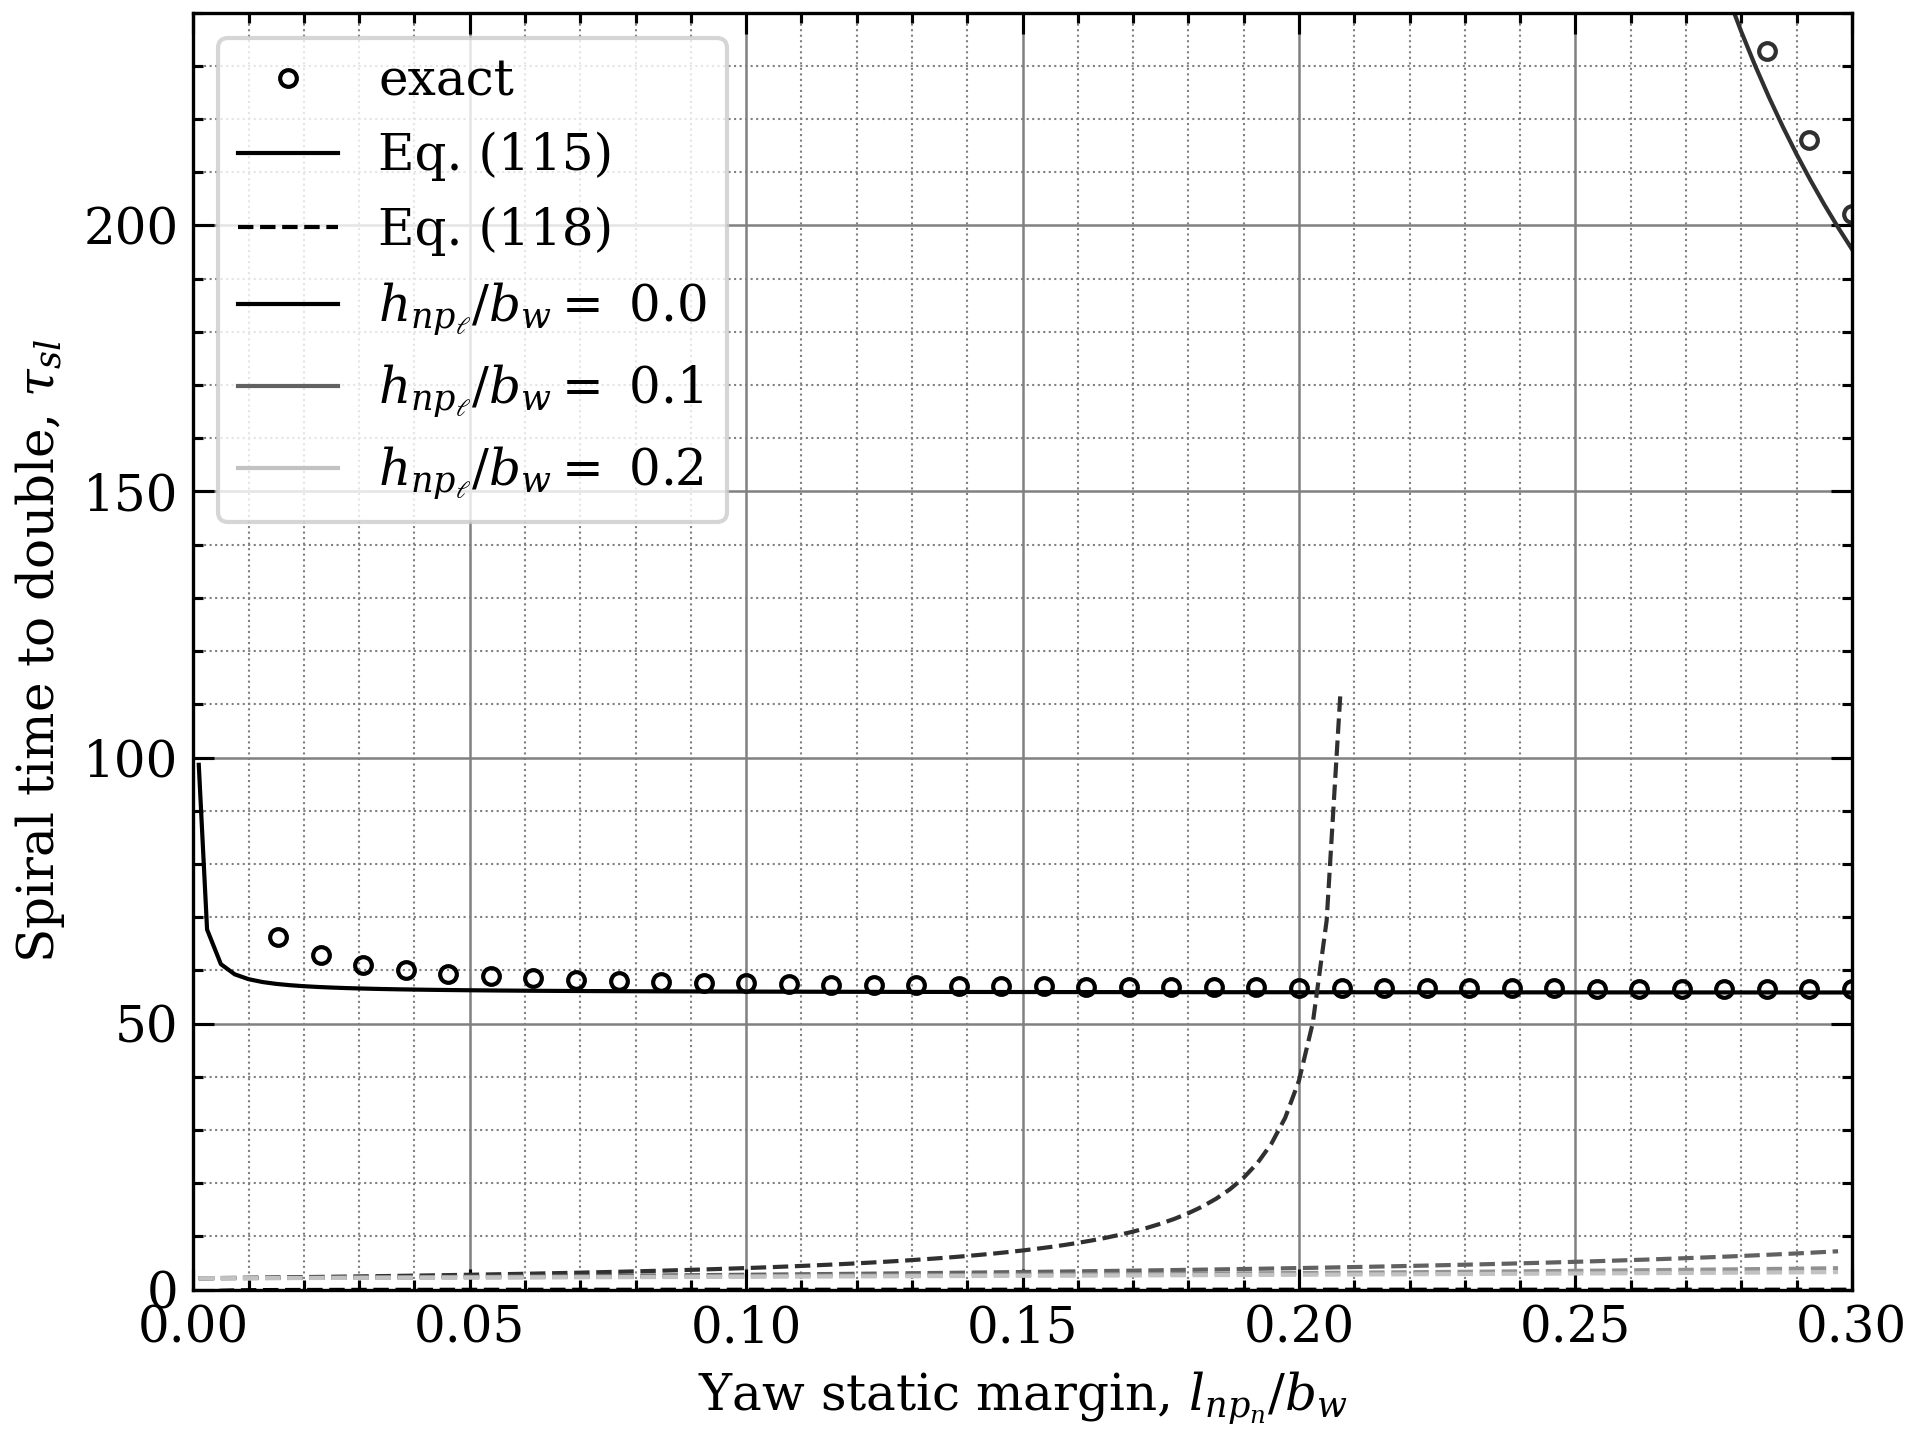 exact
Eq. (115)
Eq. (118)
h_{np_ℓ}/b_w = 0.0
h_{np_ℓ}/b_w = 0.1
h_{np_ℓ}/b_w = 0.2
Spiral time to double, τ_{sl}
200
150
100
50
0
0.00 0.05 0.10 0.15 0.20 0.25 0.30
Yaw static margin, l_{np_n}/b_w